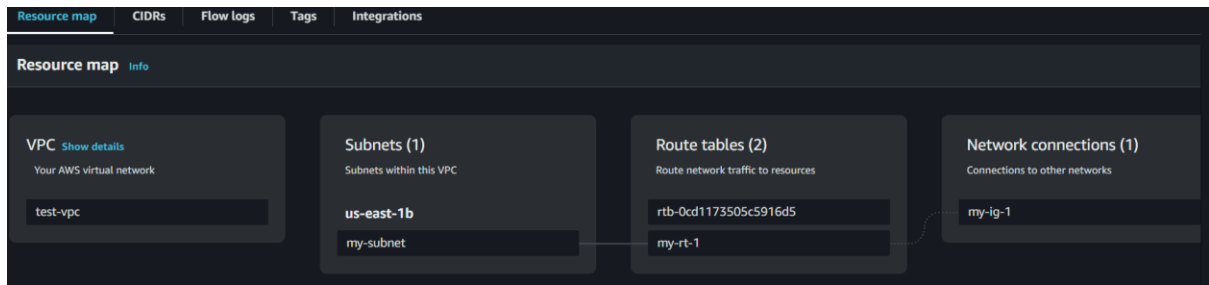 Resource map CIDRs Flow logs Tags Integrations
Resource map Info
VPC Show details
Your AWS virtual network
test-vpc
Subnets (1)
Subnets within this VPC
us-east-1b
my-subnet
Route tables (2)
Route network traffic to resources
rtb-0cd1173505c5916d5
my-rt-1
Network connections (1)
Connections to other networks
my-ig-1